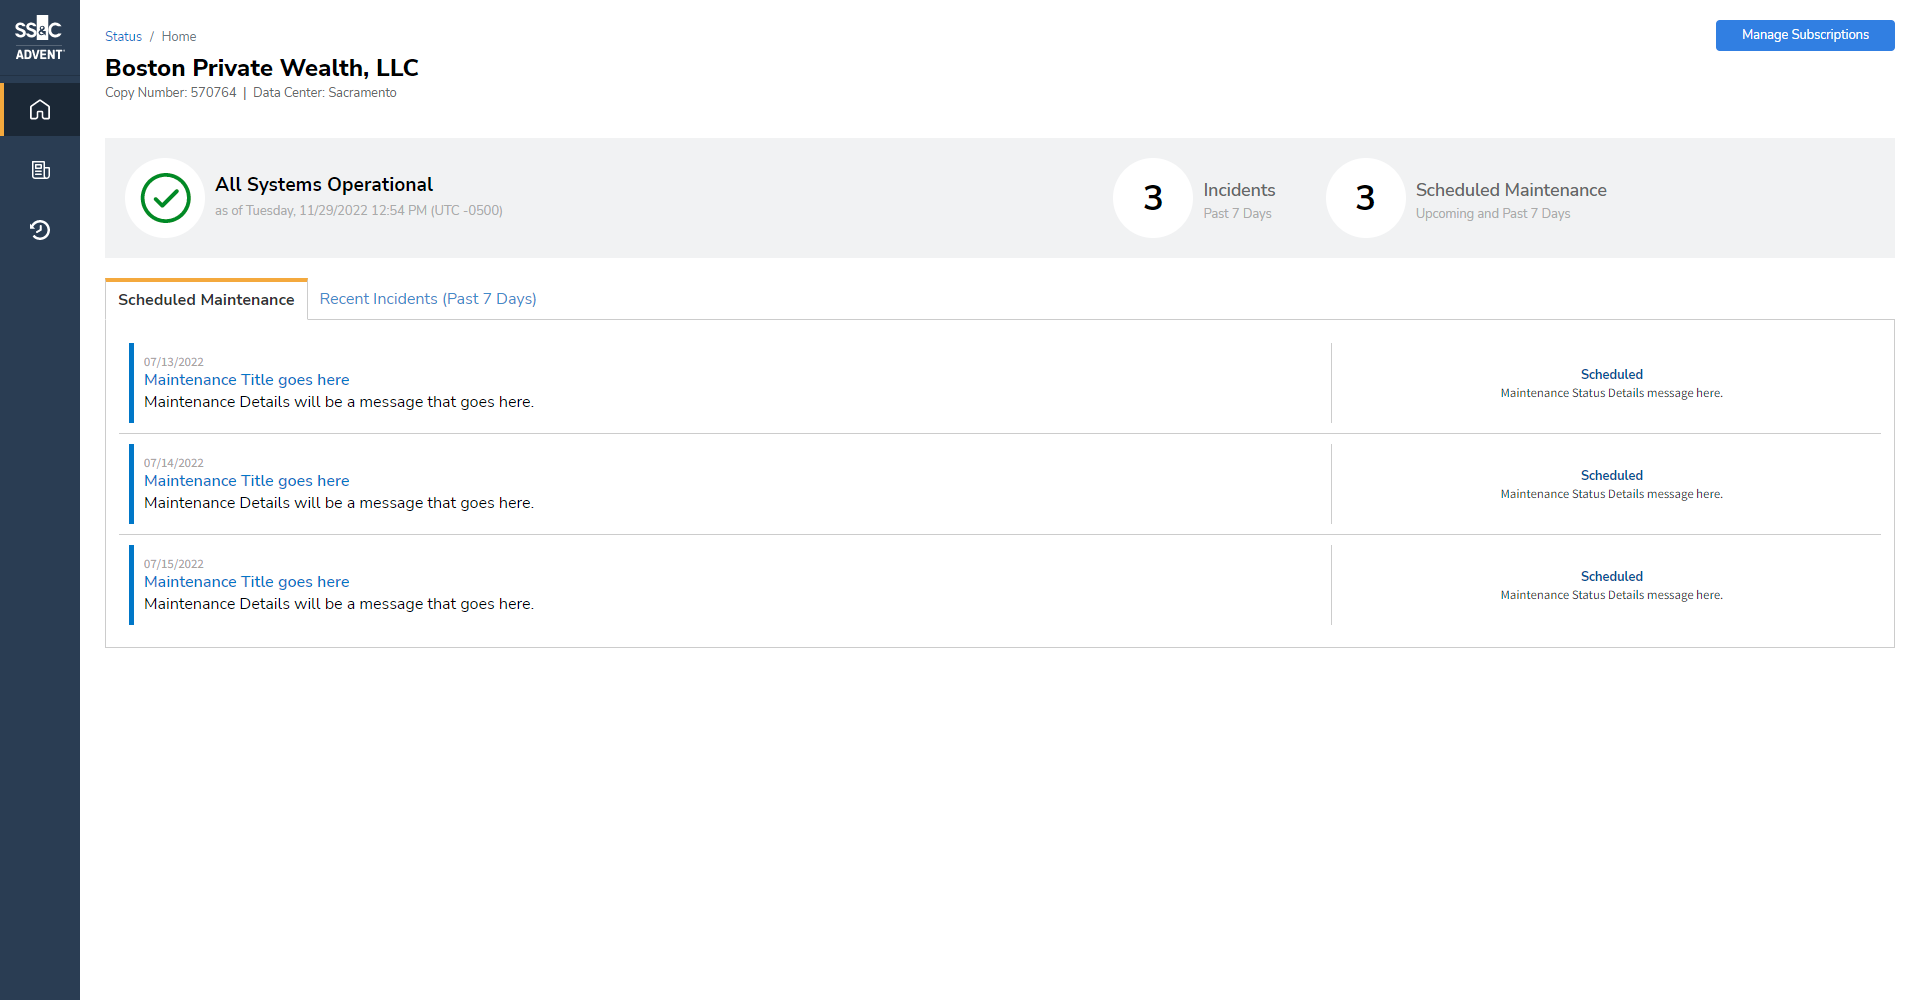 SS&C
ADVENT
Status / Home
Manage Subscriptions
Boston Private Wealth, LLC
Copy Number: 570764 | Data Center: Sacramento
All Systems Operational
as of Tuesday, 11/29/2022 12:54 PM (UTC -0500)
3
Incidents
Past 7 Days
3
Scheduled Maintenance
Upcoming and Past 7 Days
Scheduled Maintenance
Recent Incidents (Past 7 Days)
07/13/2022
Maintenance Title goes here
Maintenance Details will be a message that goes here.
Scheduled
Maintenance Status Details message here.
07/14/2022
Maintenance Title goes here
Maintenance Details will be a message that goes here.
Scheduled
Maintenance Status Details message here.
07/15/2022
Maintenance Title goes here
Maintenance Details will be a message that goes here.
Scheduled
Maintenance Status Details message here.